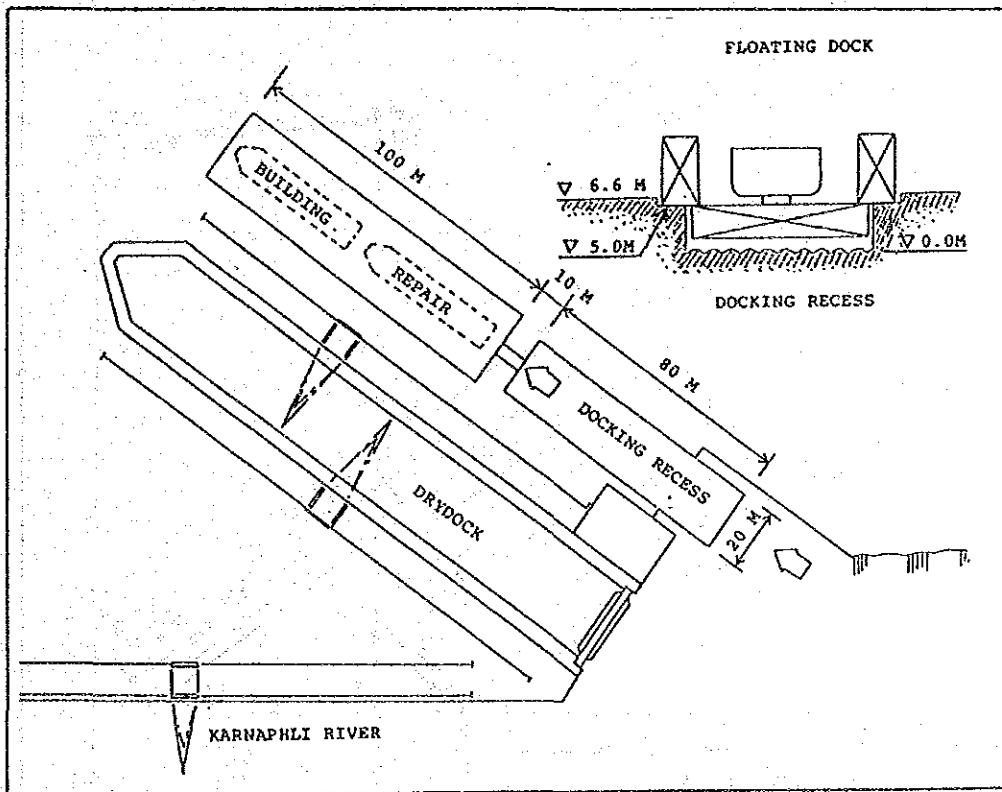 FLOATING DOCK
100 M
BUILDING
REPAIR
▽ 6.6 M
▽ 5.0M
▽ 0.0M
10 M
DOCKING RECESS
80 M
DOCKING RECESS
20 M
DRYDOCK
KARNAPHLI RIVER